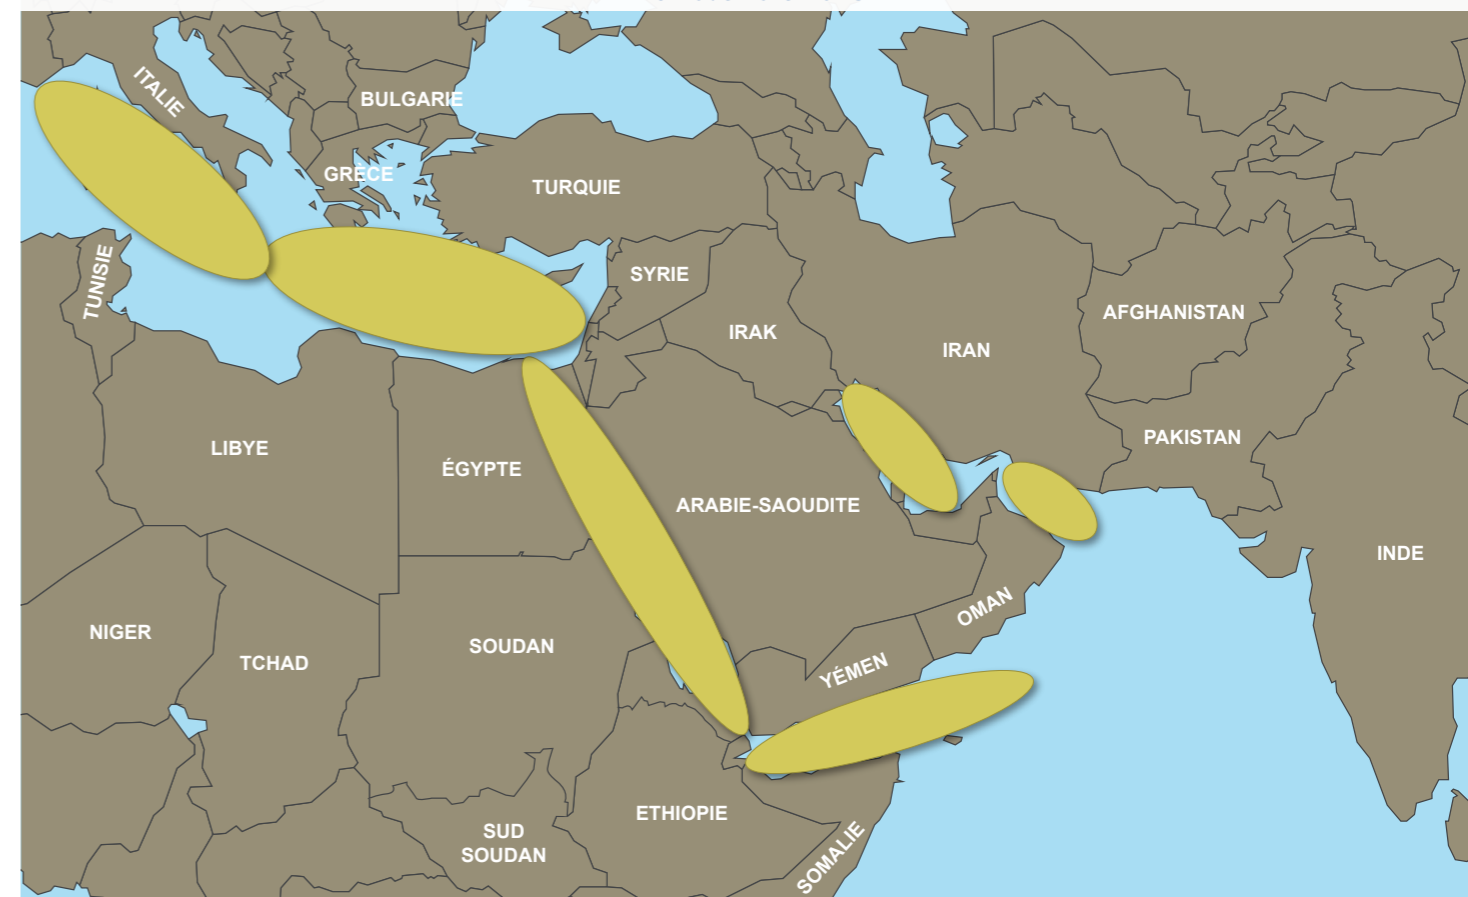 ITALIE
BULGARIE
GRÈCE
TURQUIE
TUNISIE
SYRIE
IRAK
IRAN
AFGHANISTAN
LIBYE
ÉGYPTE
ARABIE-SAOUDITE
PAKISTAN
INDE
NIGER
TCHAD
SOUDAN
OMAN
YÉMEN
SUD
SOUDAN
ETHIOPIE
SOMALIE